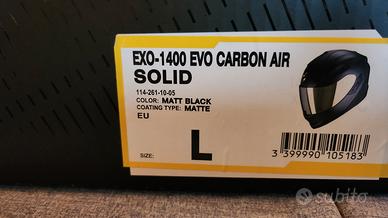 EXO-1400 EVO CARBON AIR
SOLID
114-261-10-05
COLOR: MATT BLACK
COATING TYPE: MATTE
EU
SIZE: L
3 399990 105183
subito